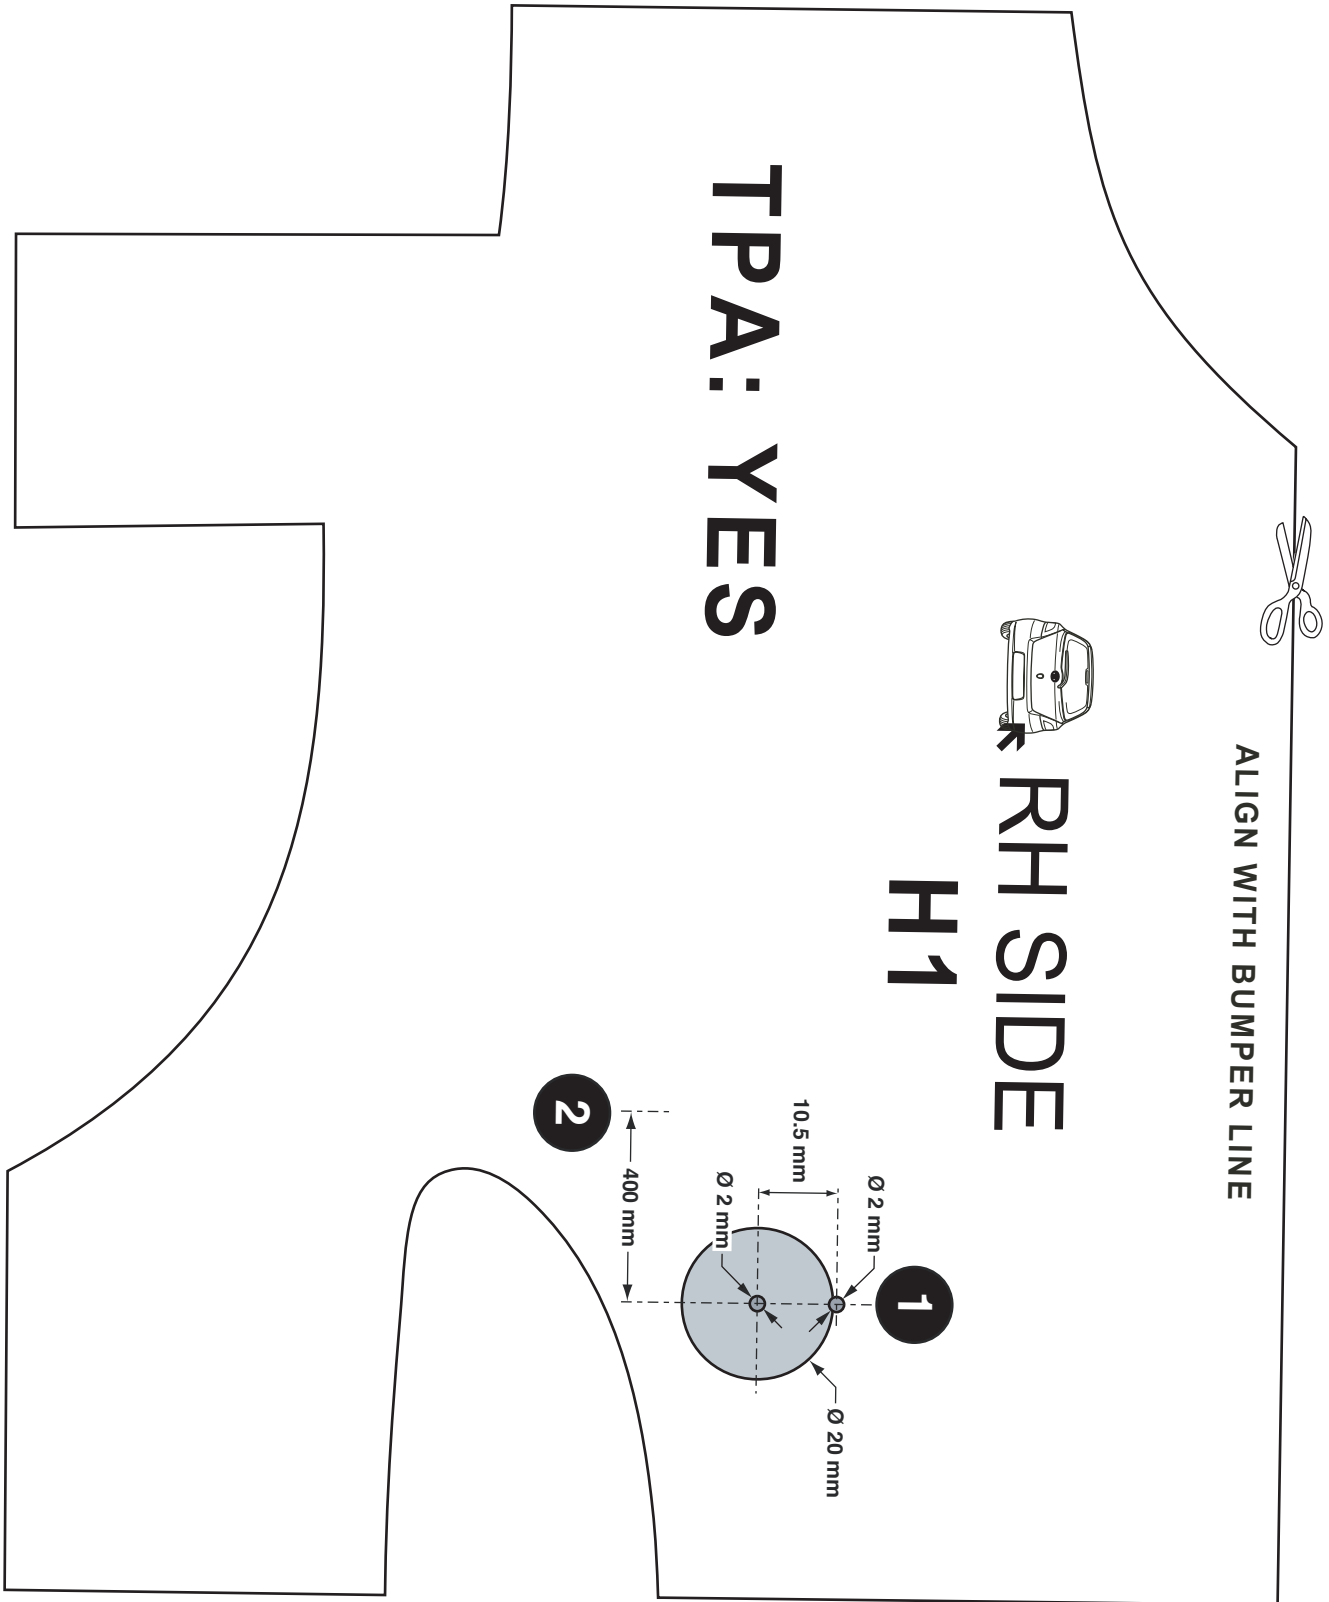 ALIGN WITH BUMPER LINE
RH SIDE
H1
TPA: YES
1
Ø 2 mm
10.5 mm
Ø 20 mm
Ø 2 mm
400 mm
2